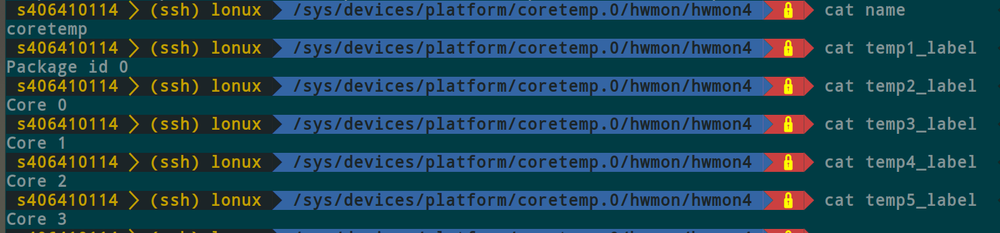 s406410114 (ssh) lonux /sys/devices/platform/coretemp.0/hwmon/hwmon4 cat name
coretemp
s406410114 (ssh) lonux /sys/devices/platform/coretemp.0/hwmon/hwmon4 cat temp1_label
Package id 0
s406410114 (ssh) lonux /sys/devices/platform/coretemp.0/hwmon/hwmon4 cat temp2_label
Core 0
s406410114 (ssh) lonux /sys/devices/platform/coretemp.0/hwmon/hwmon4 cat temp3_label
Core 1
s406410114 (ssh) lonux /sys/devices/platform/coretemp.0/hwmon/hwmon4 cat temp4_label
Core 2
s406410114 (ssh) lonux /sys/devices/platform/coretemp.0/hwmon/hwmon4 cat temp5_label
Core 3